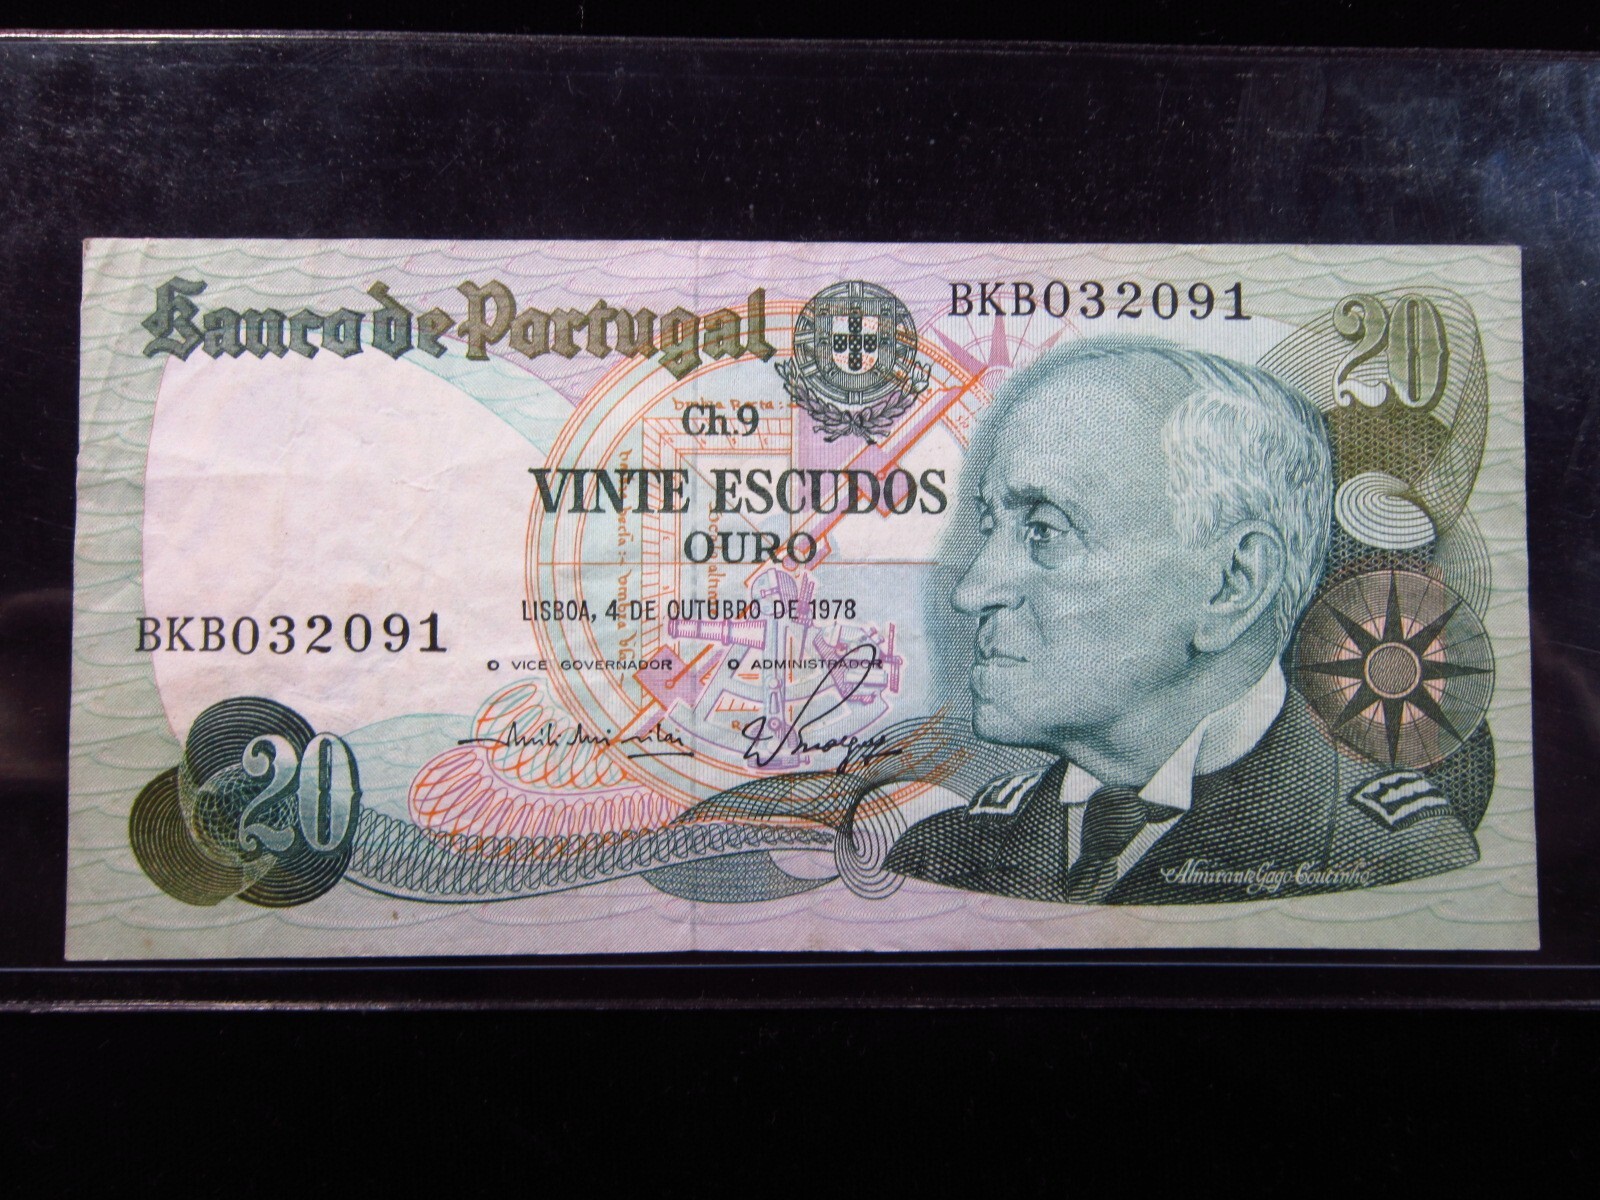 Banco de Portugal
BKB032091
20
Ch.9
VINTE ESCUDOS
OURO
LISBOA, 4 DE OUTUBRO DE 1978
BKB032091
O VICE GOVERNADOR O ADMINISTRADOR
20
Almirante Gago Coutinho